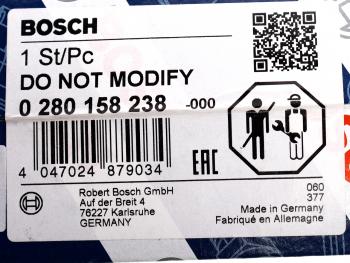 BOSCH
1 St/Pc
DO NOT MODIFY
0 280 158 238 -000
4 047024 879034
EAC
Robert Bosch GmbH
Auf der Breit 4
76227 Karlsruhe
GERMANY
060
377
Made in Germany
Fabriqué en Allemagne